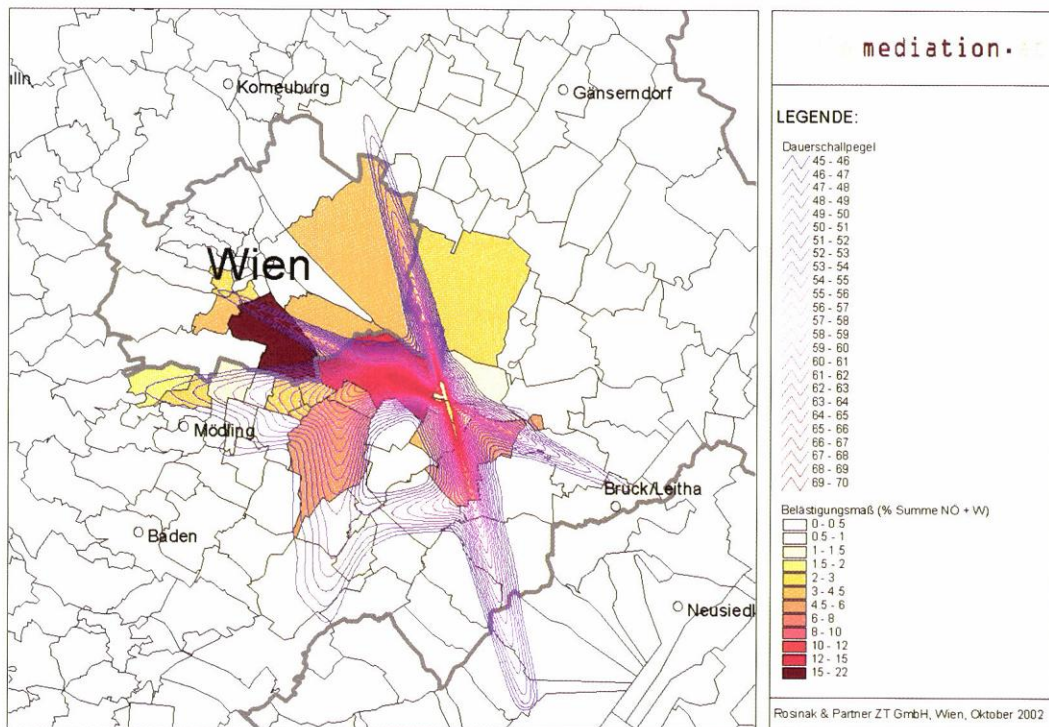 Korneuburg
Gänserndorf
Wien
Mödling
Bruck/Leitha
Baden
Neusiedl
mediation.
LEGENDE:
Dauerschallpegel
45 - 46
46 - 47
47 - 48
48 - 49
49 - 50
50 - 51
51 - 52
52 - 53
53 - 54
54 - 55
55 - 56
56 - 57
57 - 58
58 - 59
59 - 60
60 - 61
61 - 62
62 - 63
63 - 64
64 - 65
65 - 66
66 - 67
67 - 68
68 - 69
69 - 70
Belästigungsmaß (% Summe NÖ + W)
0 - 0.5
0.5 - 1
1 - 1.5
1.5 - 2
2 - 3
3 - 4.5
4.5 - 6
6 - 8
8 - 10
10 - 12
12 - 15
15 - 22
Rosinak & Partner ZT GmbH, Wien, Oktober 2002